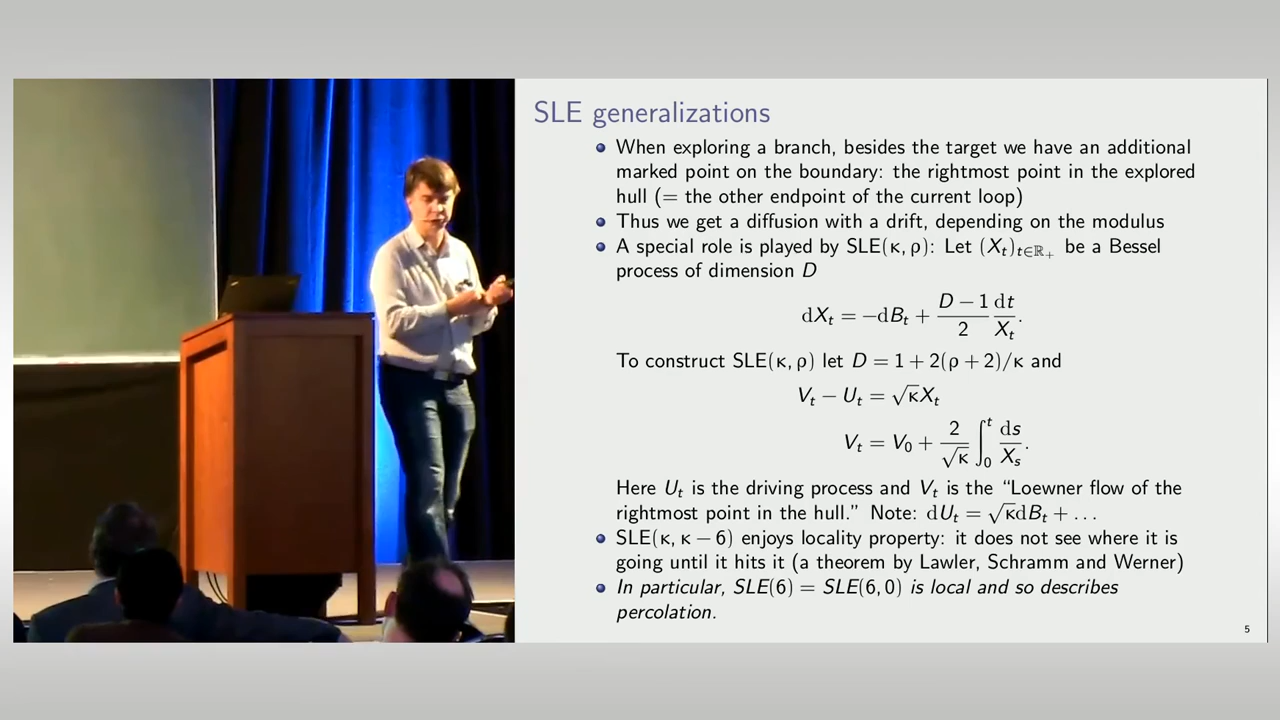 SLE generalizations
When exploring a branch, besides the target we have an additional
marked point on the boundary: the rightmost point in the explored
hull (= the other endpoint of the current loop)
Thus we get a diffusion with a drift, depending on the modulus
A special role is played by SLE(κ, ρ): Let (X_t)_{t∈ℝ_+} be a Bessel
process of dimension D
dX_t = −dB_t + (D − 1)/2 dt/X_t.
To construct SLE(κ, ρ) let D = 1 + 2(ρ + 2)/κ and
V_t − U_t = √κX_t
V_t = V_0 + 2/√κ ∫_0^t ds/X_s.
Here U_t is the driving process and V_t is the “Loewner flow of the
rightmost point in the hull.” Note: dU_t = √κdB_t + …
SLE(κ, κ − 6) enjoys locality property: it does not see where it is
going until it hits it (a theorem by Lawler, Schramm and Werner)
In particular, SLE(6) = SLE(6, 0) is local and so describes
percolation.
5